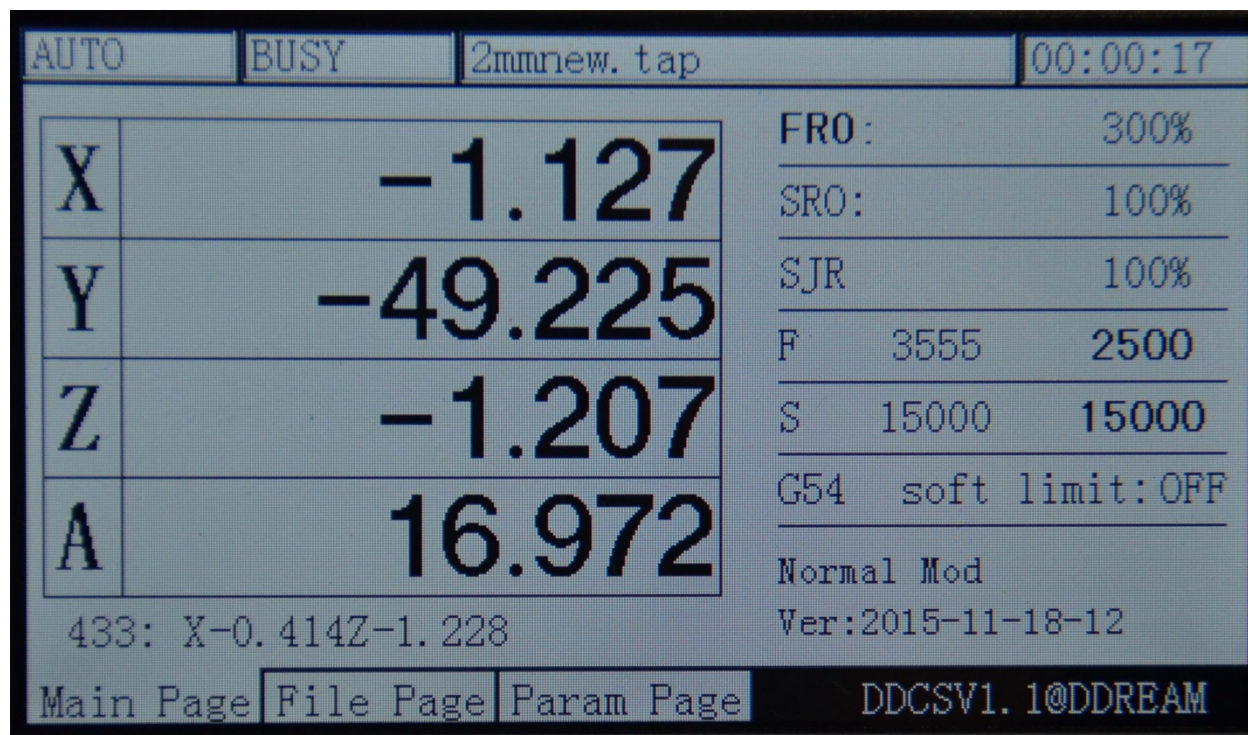 AUTO BUSY 2mmnew.tap 00:00:17
X -1.127
Y -49.225
Z -1.207
A 16.972
433: X-0.414Z-1.228
FRO: 300%
SRO: 100%
SJR 100%
F 3555 2500
S 15000 15000
G54 soft limit:OFF
Normal Mod
Ver:2015-11-18-12
Main Page File Page Param Page DDCSV1.1@DDREAM